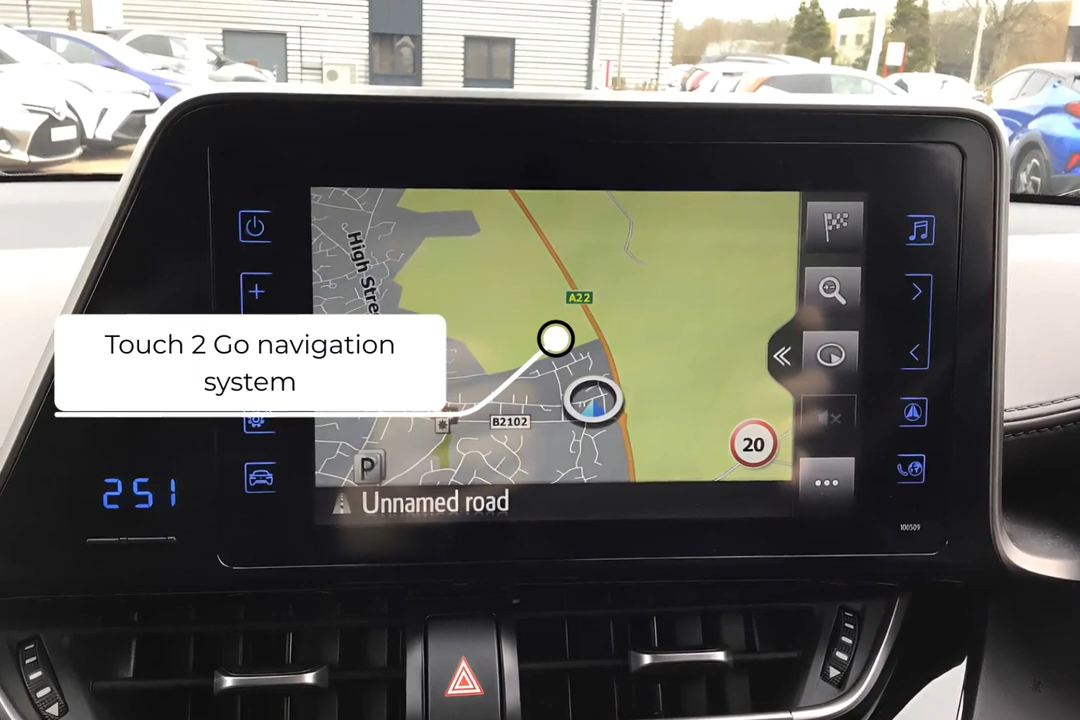 High Stre
A22
Touch 2 Go navigation
system
B2102
20
P
251
Unnamed road
100509